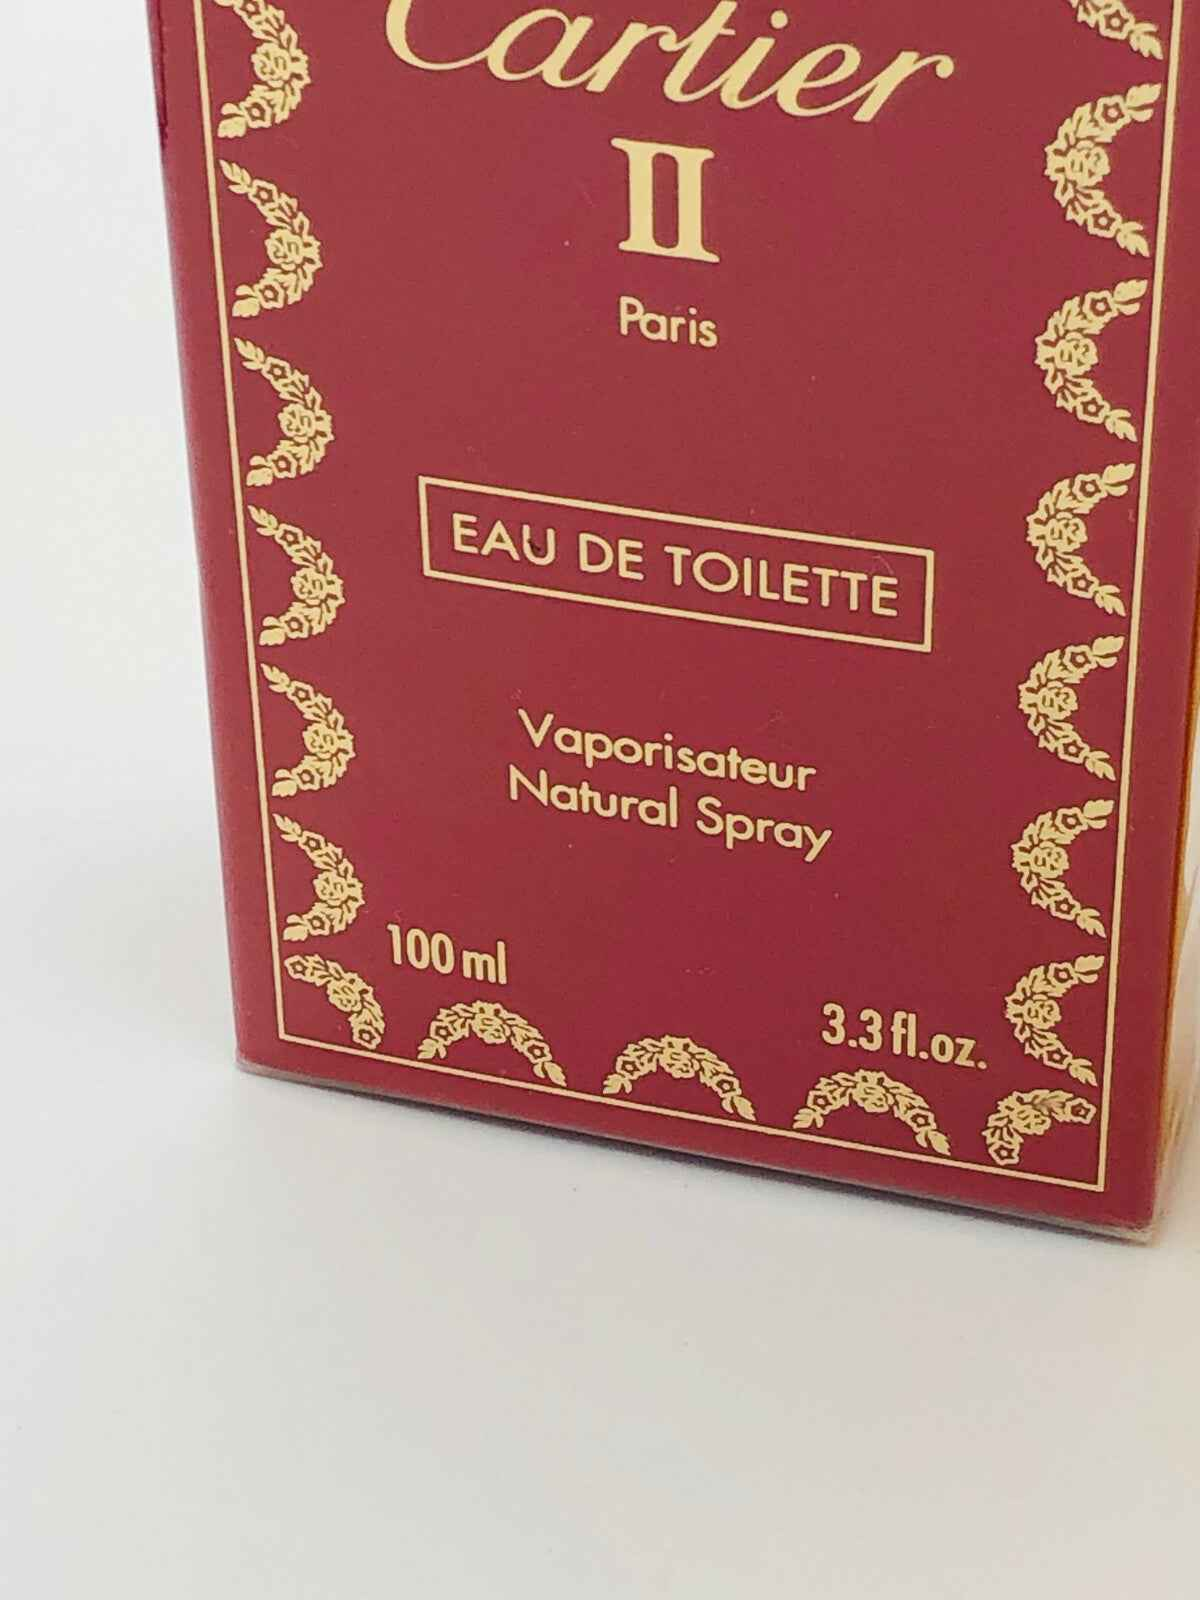 Cartier
II
Paris
EAU DE TOILETTE
Vaporisateur
Natural Spray
100 ml
3.3 fl.oz.